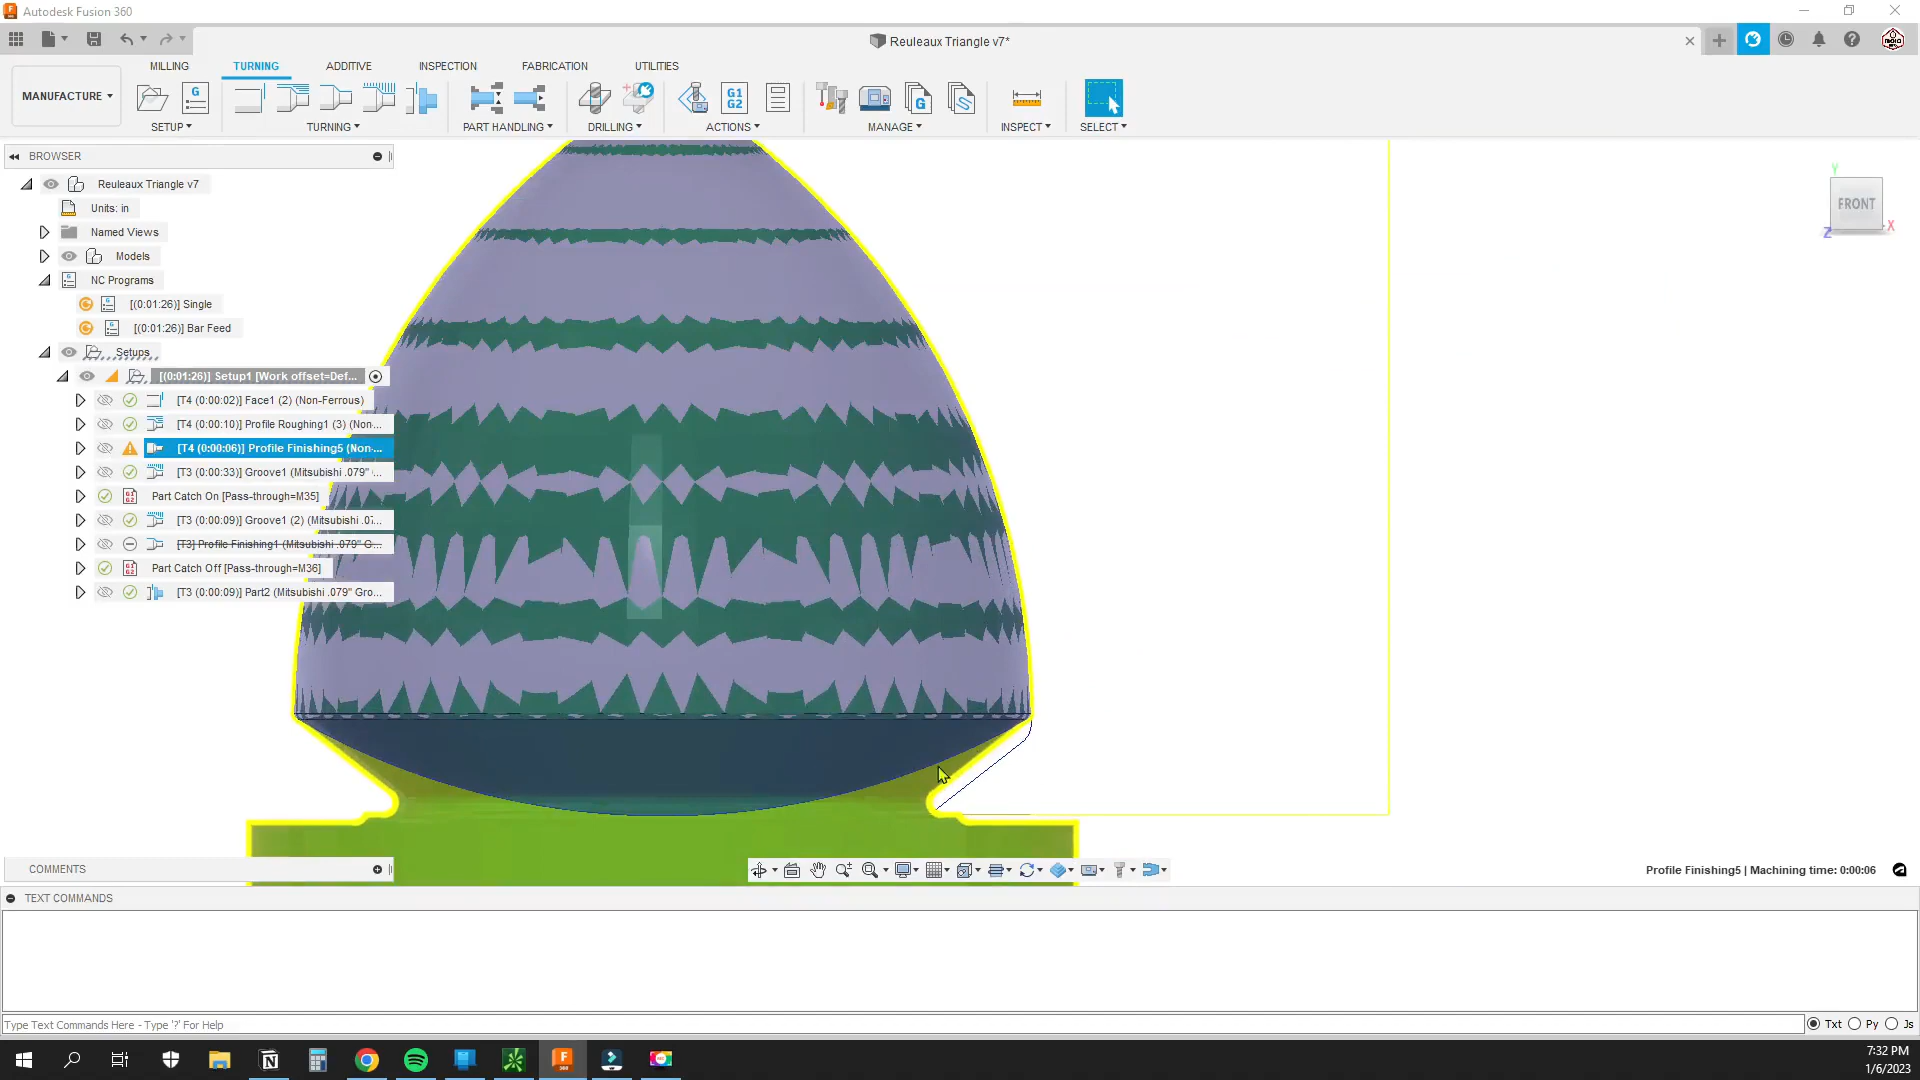 Autodesk Fusion 360
Reuleaux Triangle v7*
MILLING TURNING ADDITIVE INSPECTION FABRICATION UTILITIES
MANUFACTURE
SETUP TURNING PART HANDLING DRILLING ACTIONS MANAGE INSPECT SELECT
G1
G2
BROWSER
Reuleaux Triangle v7
Units: in
Named Views
Models
NC Programs
[(0:01:26)] Single
[(0:01:26)] Bar Feed
Setups
[(0:01:26)] Setup1 [Work offset=Def...
[T4 (0:00:02)] Face1 (2) (Non-Ferrous)
[T4 (0:00:10)] Profile Roughing1 (3) (Non-...
[T4 (0:00:06)] Profile Finishing5 (Non-...
[T3 (0:00:33)] Groove1 (Mitsubishi .079" ...
Part Catch On [Pass-through=M35]
[T3 (0:00:09)] Groove1 (2) (Mitsubishi .07...
[T3] Profile Finishing1 (Mitsubishi .079" G...
Part Catch Off [Pass-through=M36]
[T3 (0:00:09)] Part2 (Mitsubishi .079" Gro...
Y
FRONT
Z X
COMMENTS
Profile Finishing5 | Machining time: 0:00:06
TEXT COMMANDS
Type Text Commands Here - Type '?' For Help
Txt Py Js
7:32 PM
1/6/2023